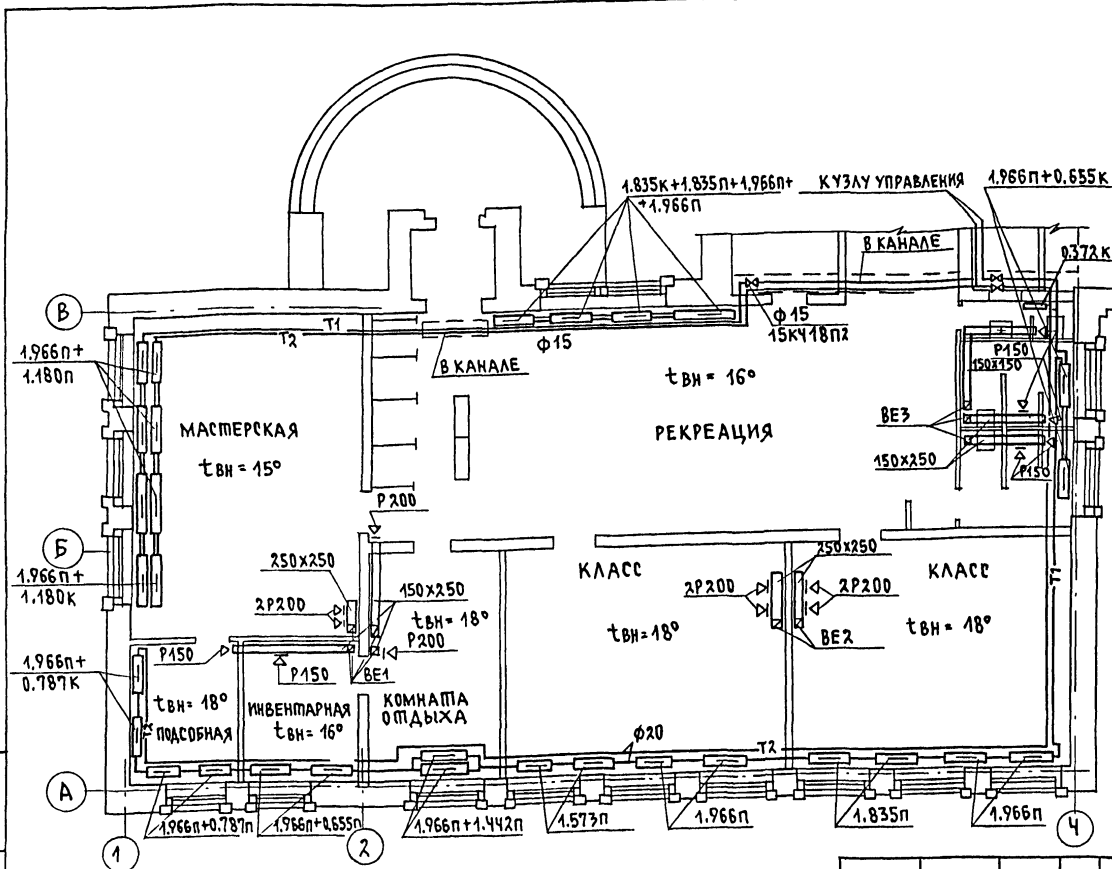 1.835К+1.835П+1,966П+
+1.966П
К УЗЛУ УПРАВЛЕНИЯ
1.966П+0.655К
В КАНАЛЕ
0.372К
В
Т1
Т2
В КАНАЛЕ
ф15
ф15
15КЧ18П2
Р150
150х150
1.966П+
1.180П
МАСТЕРСКАЯ
tВН = 15°
tВН = 16°
РЕКРЕАЦИЯ
ВЕ3
150х250
Р150
Р200
Б
1.966П+
1.180К
250х250
2Р200
150х250
tВН = 18°
Р200
КЛАСС
tВН=18°
250х250
2Р200
2Р200
ВЕ2
КЛАСС
tВН = 18°
Т1
1,966П+
0.787К
Р150
Р150
ВЕ1
tВН= 18°
ПОДСОБНАЯ
ИНВЕНТАРНАЯ
tВН= 16°
КОМНАТА
ОТДЫХА
ф20
Т2
А
1,966П+0.787П
1.966П+0,655П
1.966П+1.442П
1.573П
1.966П
1.835П
1.966П
1
2
4